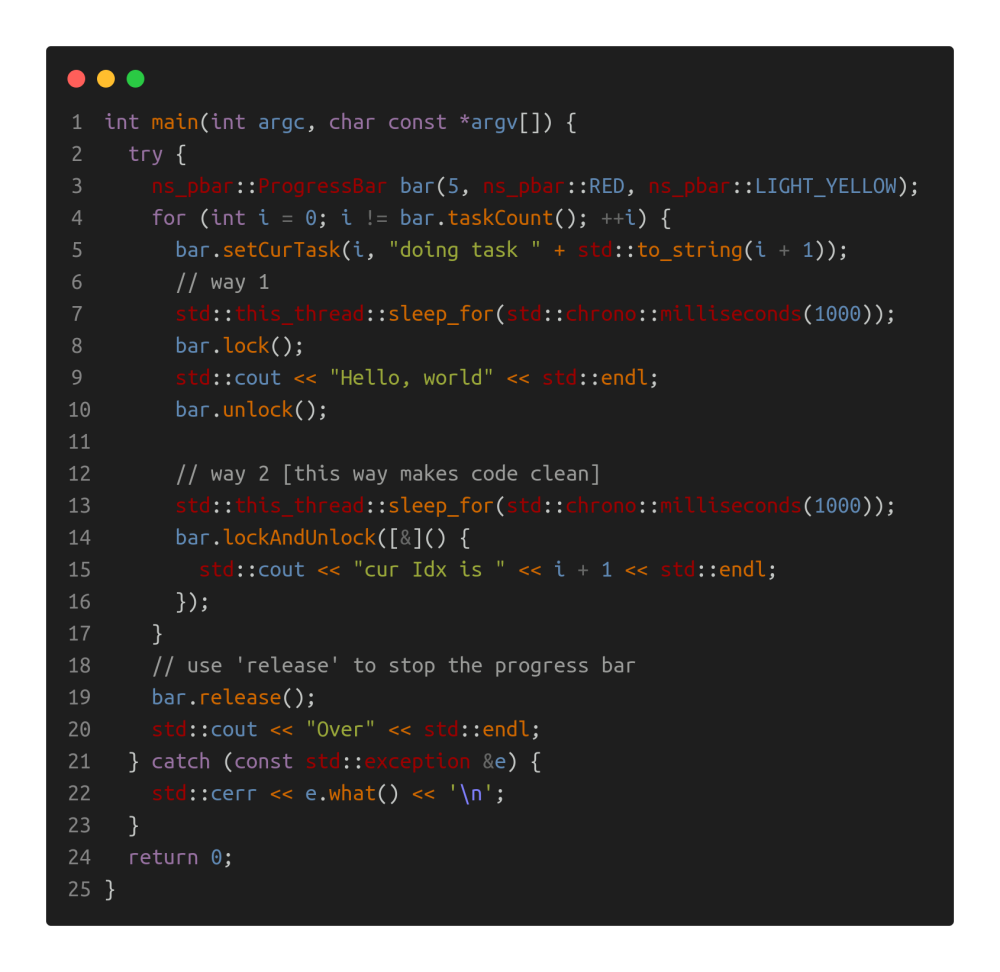 1 int main(int argc, char const *argv[]) {
2   try {
3     ns_pbar::ProgressBar bar(5, ns_pbar::RED, ns_pbar::LIGHT_YELLOW);
4     for (int i = 0; i != bar.taskCount(); ++i) {
5       bar.setCurTask(i, "doing task " + std::to_string(i + 1));
6       // way 1
7       std::this_thread::sleep_for(std::chrono::milliseconds(1000));
8       bar.lock();
9       std::cout << "Hello, world" << std::endl;
10       bar.unlock();
11
12       // way 2 [this way makes code clean]
13       std::this_thread::sleep_for(std::chrono::milliseconds(1000));
14       bar.lockAndUnlock([&]() {
15         std::cout << "cur Idx is " << i + 1 << std::endl;
16       });
17     }
18     // use 'release' to stop the progress bar
19     bar.release();
20     std::cout << "Over" << std::endl;
21   } catch (const std::exception &e) {
22     std::cerr << e.what() << '\n';
23   }
24   return 0;
25 }